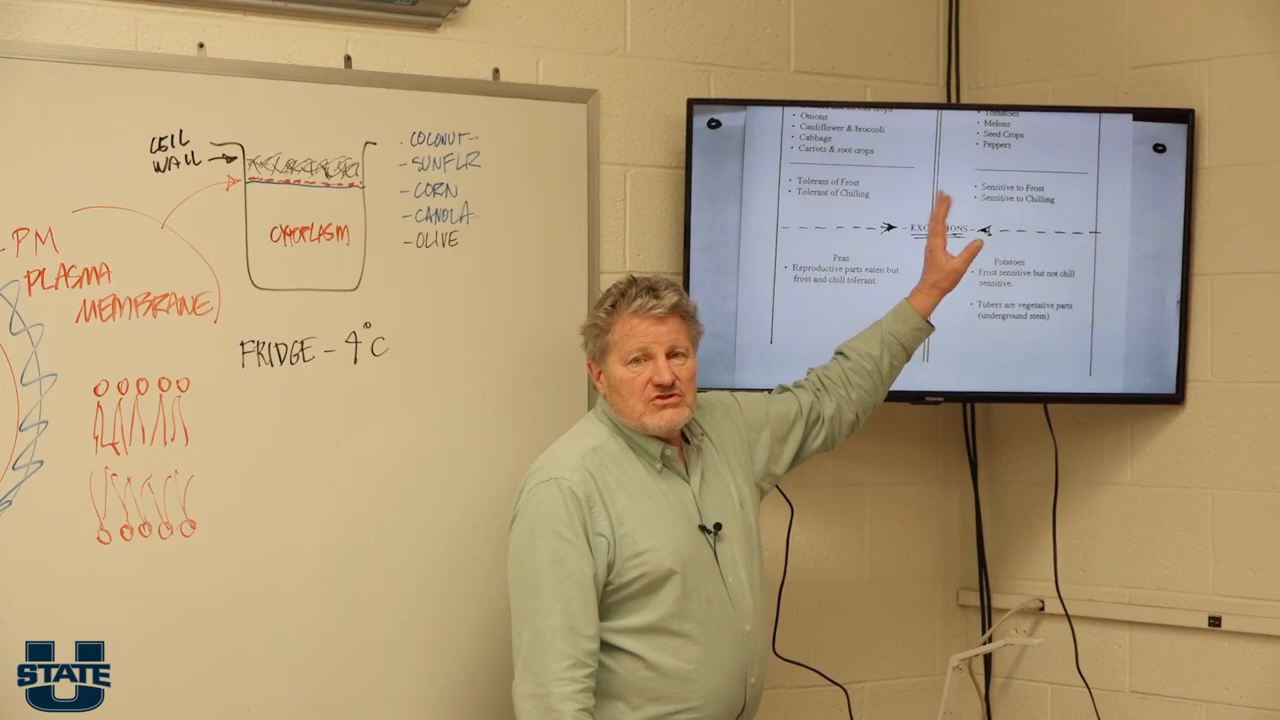 CELL
WALL
CYTOPLASM
- PM
PLASMA
MEMBRANE
FRIDGE - 4°C
· COCONUT
- SUNFLR
- CORN
- CANOLA
- OLIVE
• Onions
• Cauliflower & broccoli
• Cabbage
• Carrots & root crops
• Tolerant of Frost
• Tolerant of Chilling
• Tomatoes
• Melons
• Seed Crops
• Peppers
• Sensitive to Frost
• Sensitive to Chilling
Peas
• Reproductive parts eaten but
frost and chill tolerant.
Potatoes
• Frost sensitive but not chill
sensitive.
• Tubers are vegetative parts
(underground stem)
TOSHIBA
U
STATE